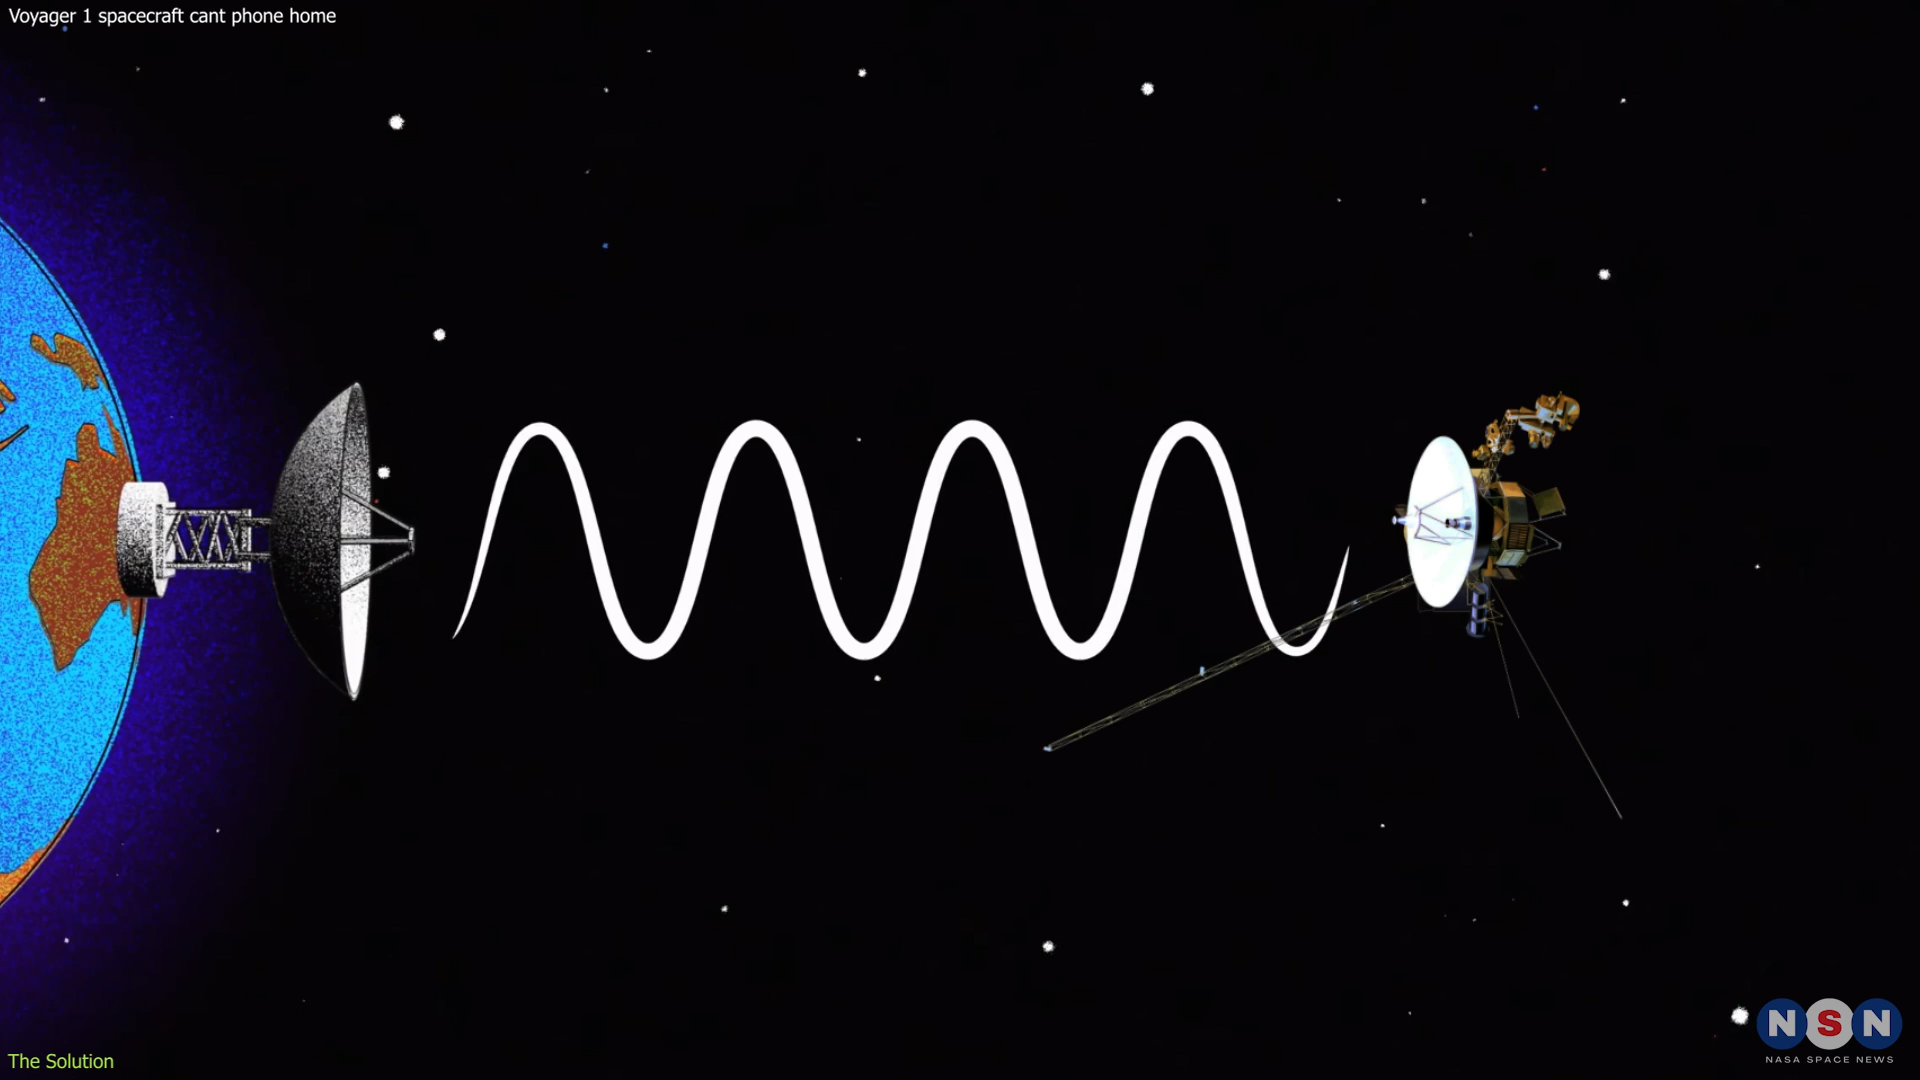 Voyager 1 spacecraft cant phone home
The Solution
NSN
NASA SPACE NEWS